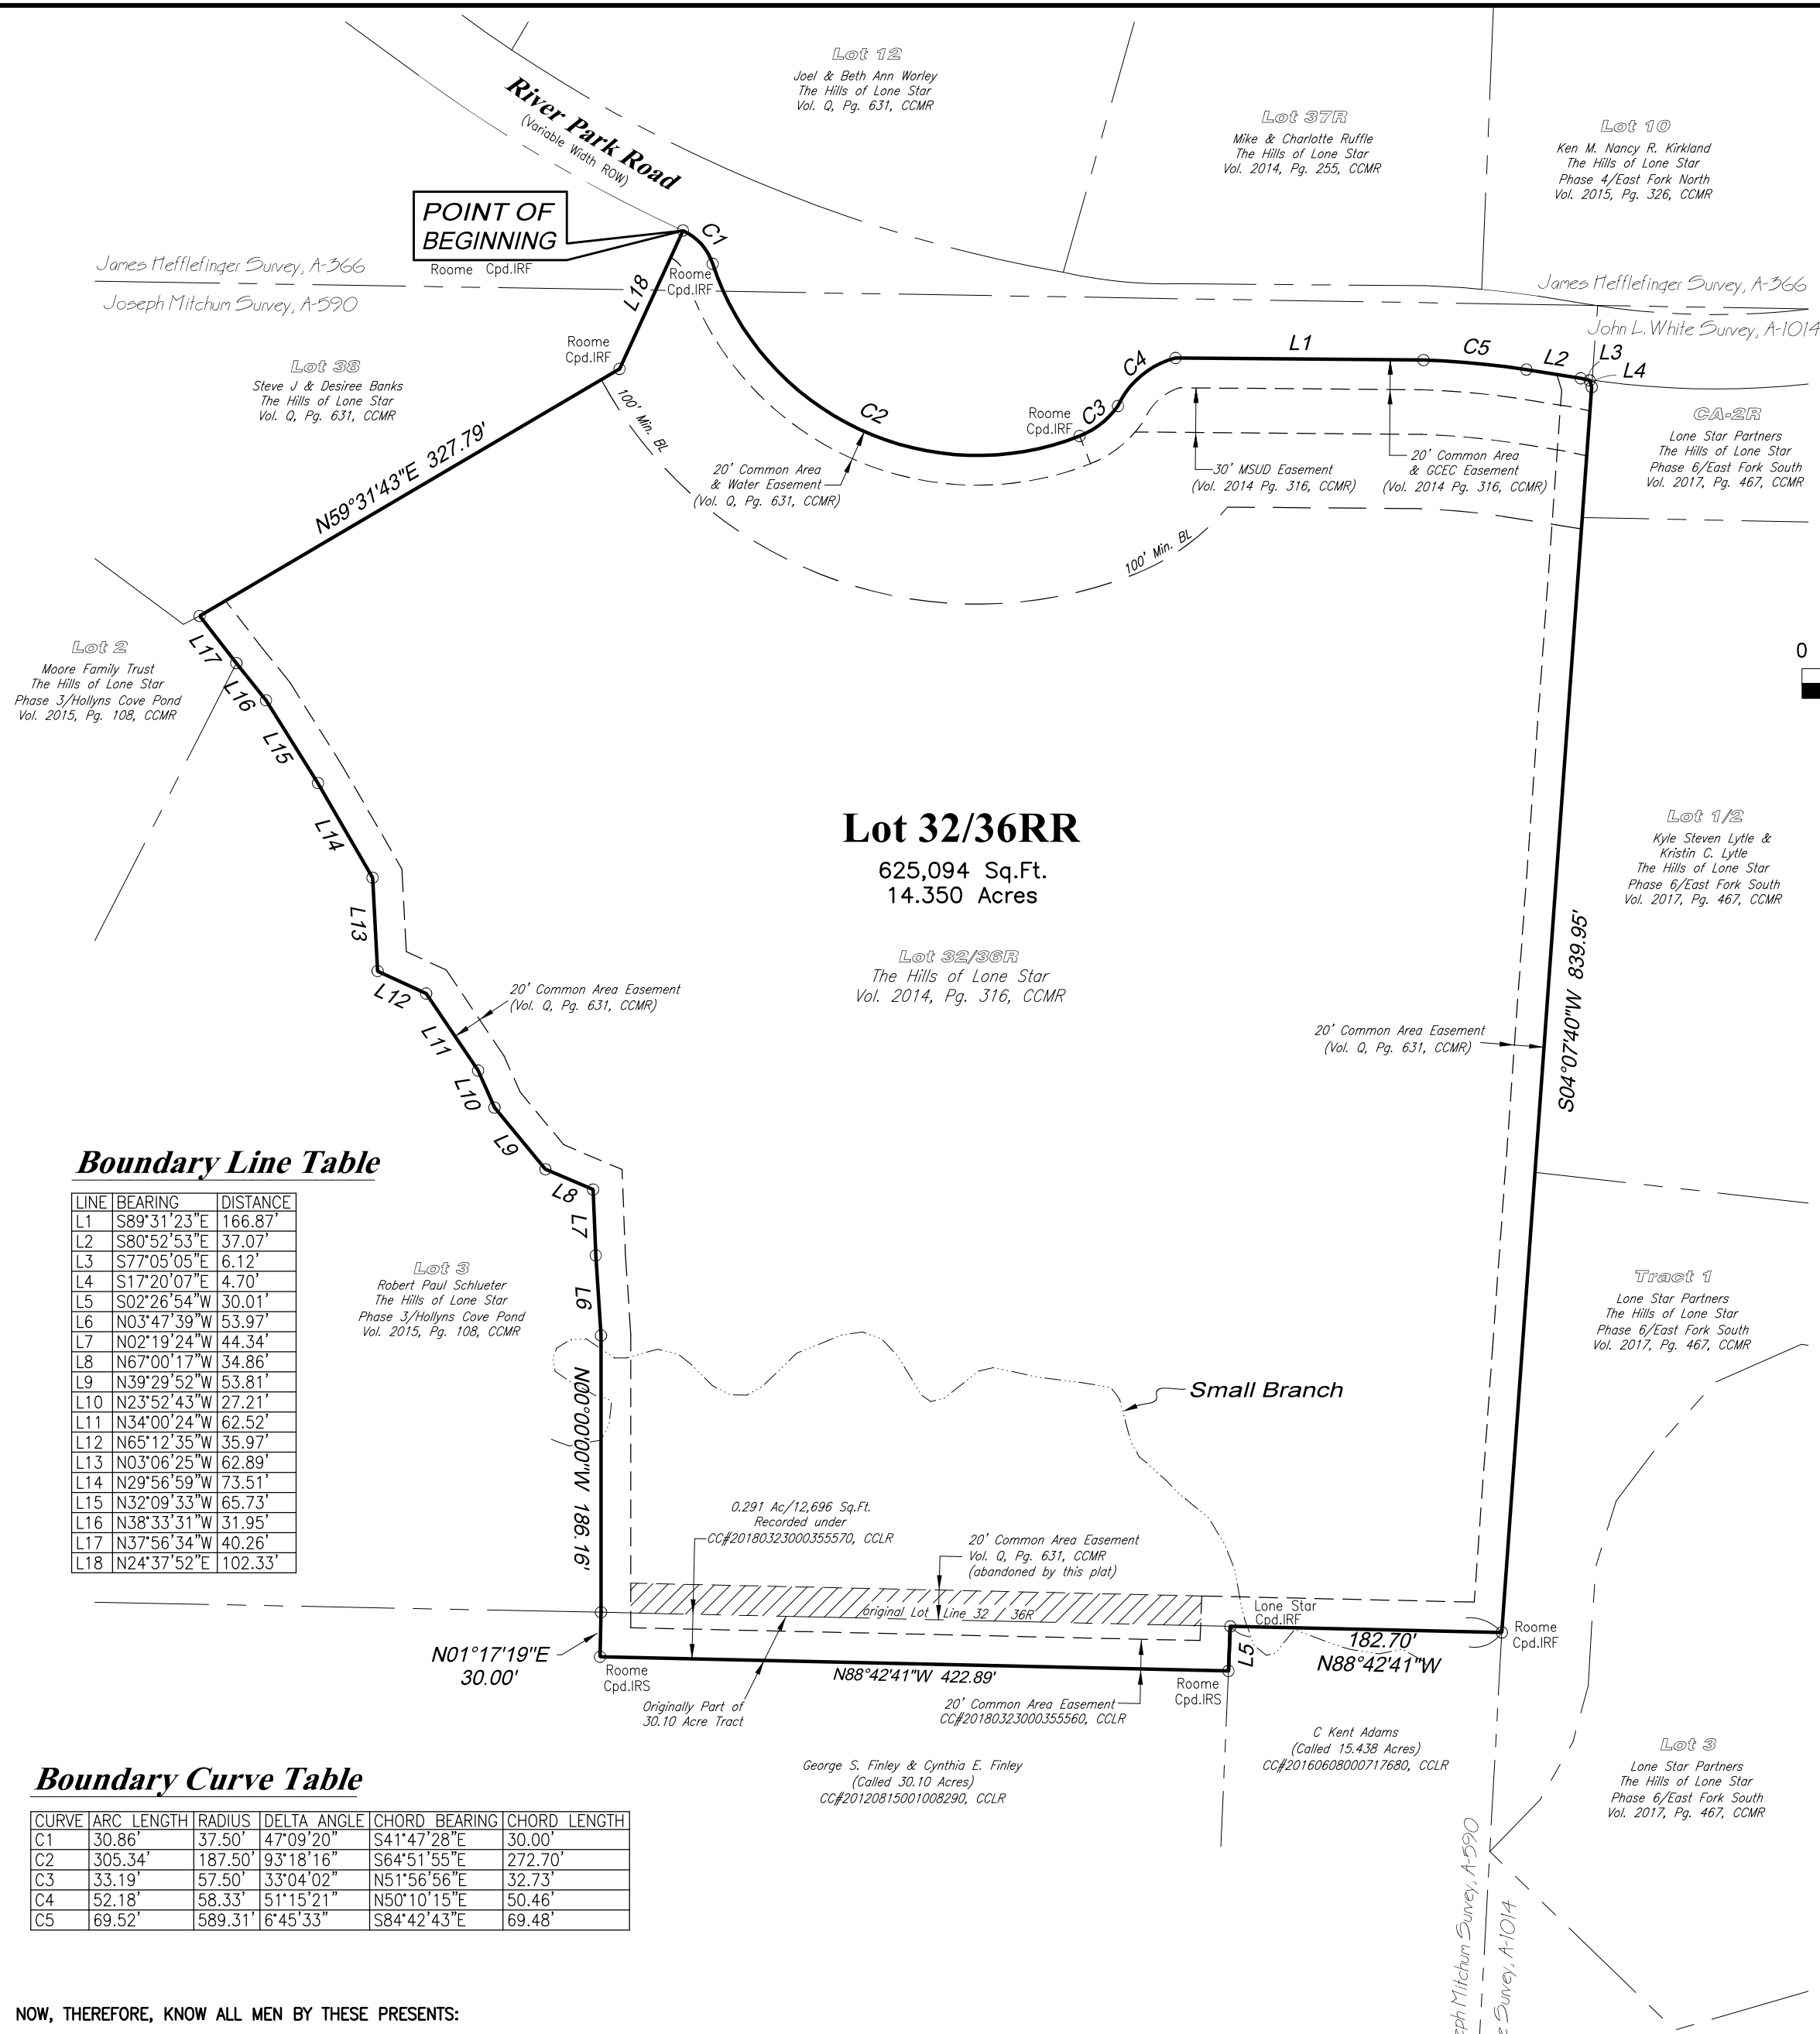 Lot 12
Joel & Beth Ann Worley
The Hills of Lone Star
Vol. Q, Pg. 631, CCMR
River Park Road
(Variable Width ROW)
Lot 37R
Mike & Charlotte Ruffle
The Hills of Lone Star
Vol. 2014, Pg. 255, CCMR
Lot 10
Ken M. Nancy R. Kirkland
The Hills of Lone Star
Phase 4/East Fork North
Vol. 2015, Pg. 326, CCMR
POINT OF
BEGINNING
Roome Cpd.IRF
C1
Roome
Cpd.IRF
L18
James Hefflefinger Survey, A-366
Joseph Mitchum Survey, A-590
James Hefflefinger Survey, A-366
John L. White Survey, A-1014
Roome
Cpd.IRF
Lot 38
Steve J & Desiree Banks
The Hills of Lone Star
Vol. Q, Pg. 631, CCMR
C2
C3
C4
L1
C5
L2
L3
L4
Roome
Cpd.IRF
100' Min. BL
N59°31'43"E 327.79'
20' Common Area
& Water Easement
(Vol. Q, Pg. 631, CCMR)
30' MSUD Easement
(Vol. 2014 Pg. 316, CCMR)
20' Common Area
& GCEC Easement
(Vol. 2014 Pg. 316, CCMR)
100' Min. BL
CA-2R
Lone Star Partners
The Hills of Lone Star
Phase 6/East Fork South
Vol. 2017, Pg. 467, CCMR
0
Lot 2
Moore Family Trust
The Hills of Lone Star
Phase 3/Hollyns Cove Pond
Vol. 2015, Pg. 108, CCMR
L17
L16
L15
L14
L13
L12
L11
L10
L9
L8
L7
L6
Lot 32/36RR
625,094 Sq.Ft.
14.350 Acres
Lot 32/36R
The Hills of Lone Star
Vol. 2014, Pg. 316, CCMR
Lot 1/2
Kyle Steven Lytle &
Kristin C. Lytle
The Hills of Lone Star
Phase 6/East Fork South
Vol. 2017, Pg. 467, CCMR
20' Common Area Easement
(Vol. Q, Pg. 631, CCMR)
20' Common Area Easement
(Vol. Q, Pg. 631, CCMR)
S04°07'40"W 839.95'
Boundary Line Table
LINE BEARING DISTANCE
L1 S89°31'23"E 166.87'
L2 S80°52'53"E 37.07'
L3 S77°05'05"E 6.12'
L4 S17°20'07"E 4.70'
L5 S02°26'54"W 30.01'
L6 N03°47'39"W 53.97'
L7 N02°19'24"W 44.34'
L8 N67°00'17"W 34.86'
L9 N39°29'52"W 53.81'
L10 N23°52'43"W 27.21'
L11 N34°00'24"W 62.52'
L12 N65°12'35"W 35.97'
L13 N03°06'25"W 62.89'
L14 N29°56'59"W 73.51'
L15 N32°09'33"W 65.73'
L16 N38°33'31"W 31.95'
L17 N37°56'34"W 40.26'
L18 N24°37'52"E 102.33'
Lot 3
Robert Paul Schlueter
The Hills of Lone Star
Phase 3/Hollyns Cove Pond
Vol. 2015, Pg. 108, CCMR
Tract 1
Lone Star Partners
The Hills of Lone Star
Phase 6/East Fork South
Vol. 2017, Pg. 467, CCMR
Small Branch
N00°00'00"W 186.16'
0.291 Ac/12,696 Sq.Ft.
Recorded under
CC#20180323000355570, CCLR
20' Common Area Easement
Vol. Q, Pg. 631, CCMR
(abandoned by this plat)
original Lot Line 32 / 36R
Lone Star
Cpd.IRF
Roome
Cpd.IRF
N01°17'19"E
30.00'
Roome
Cpd.IRS
N88°42'41"W 422.89'
L5
182.70'
N88°42'41"W
Roome
Cpd.IRS
Originally Part of
30.10 Acre Tract
20' Common Area Easement
CC#20180323000355560, CCLR
C Kent Adams
(Called 15.438 Acres)
CC#20160608000717680, CCLR
George S. Finley & Cynthia E. Finley
(Called 30.10 Acres)
CC#20120815001008290, CCLR
Lot 3
Lone Star Partners
The Hills of Lone Star
Phase 6/East Fork South
Vol. 2017, Pg. 467, CCMR
Boundary Curve Table
CURVE ARC LENGTH RADIUS DELTA ANGLE CHORD BEARING CHORD LENGTH
C1 30.86' 37.50' 47°09'20" S41°47'28"E 30.00'
C2 305.34' 187.50' 93°18'16" S64°51'55"E 272.70'
C3 33.19' 57.50' 33°04'02" N51°56'56"E 32.73'
C4 52.18' 58.33' 51°15'21" N50°10'15"E 50.46'
C5 69.52' 589.31' 6°45'33" S84°42'43"E 69.48'
Mitchum Survey, A-590
Survey, A-1014
NOW, THEREFORE, KNOW ALL MEN BY THESE PRESENTS: